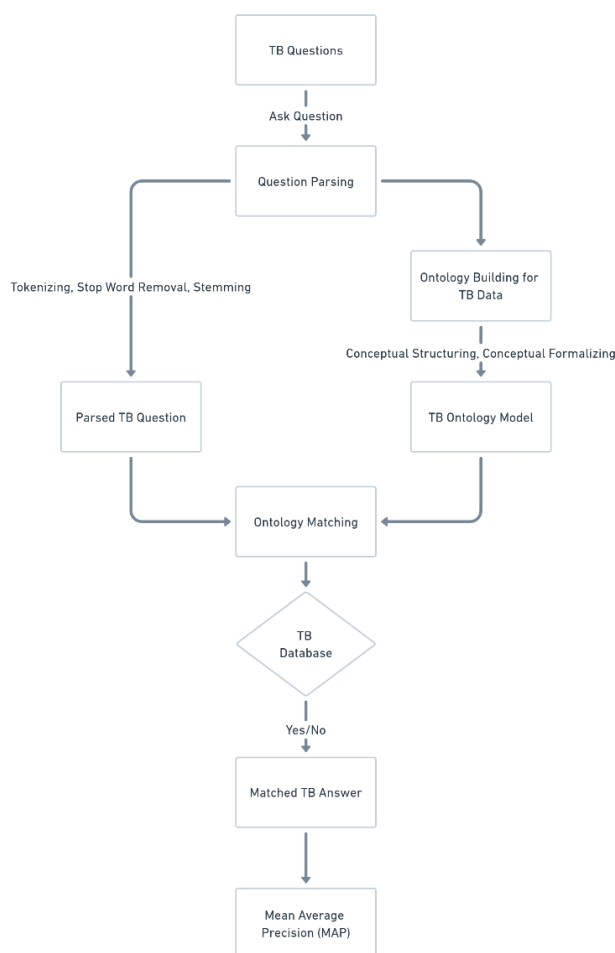 TB Questions
Ask Question
Question Parsing
Tokenizing, Stop Word Removal, Stemming
Ontology Building for
TB Data
Conceptual Structuring, Conceptual Formalizing
Parsed TB Question
TB Ontology Model
Ontology Matching
TB
Database
Yes/No
Matched TB Answer
Mean Average
Precision (MAP)